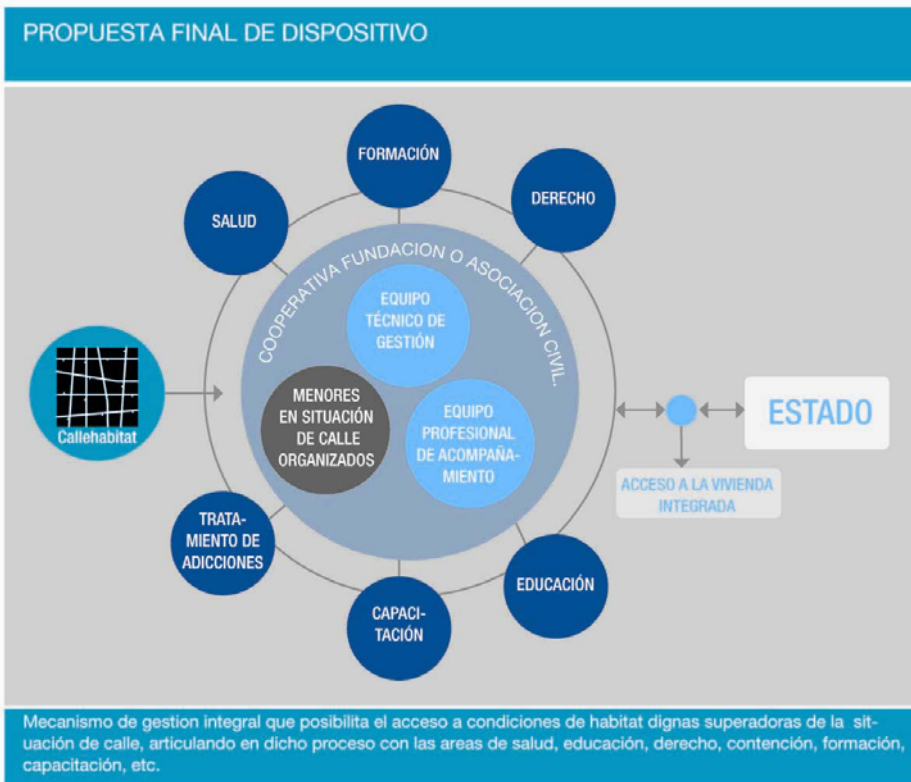 PROPUESTA FINAL DE DISPOSITIVO
FORMACIÓN
DERECHO
SALUD
COOPERATIVA FUNDACION O ASOCIACION CIVIL.
EQUIPO
TÉCNICO DE
GESTIÓN
MENORES
EN SITUACIÓN
DE CALLE
ORGANIZADOS
EQUIPO
PROFESIONAL
DE ACOMPAÑA-
MIENTO
Callehabitat
ESTADO
ACCESO A LA VIVIENDA
INTEGRADA
TRATA-
MIENTO DE
ADICCIONES
CAPACI-
TACIÓN
EDUCACIÓN
Mecanismo de gestion integral que posibilita el acceso a condiciones de habitat dignas superadoras de la sit-
uación de calle, articulando en dicho proceso con las areas de salud, educación, derecho, contención, formación,
capacitación, etc.